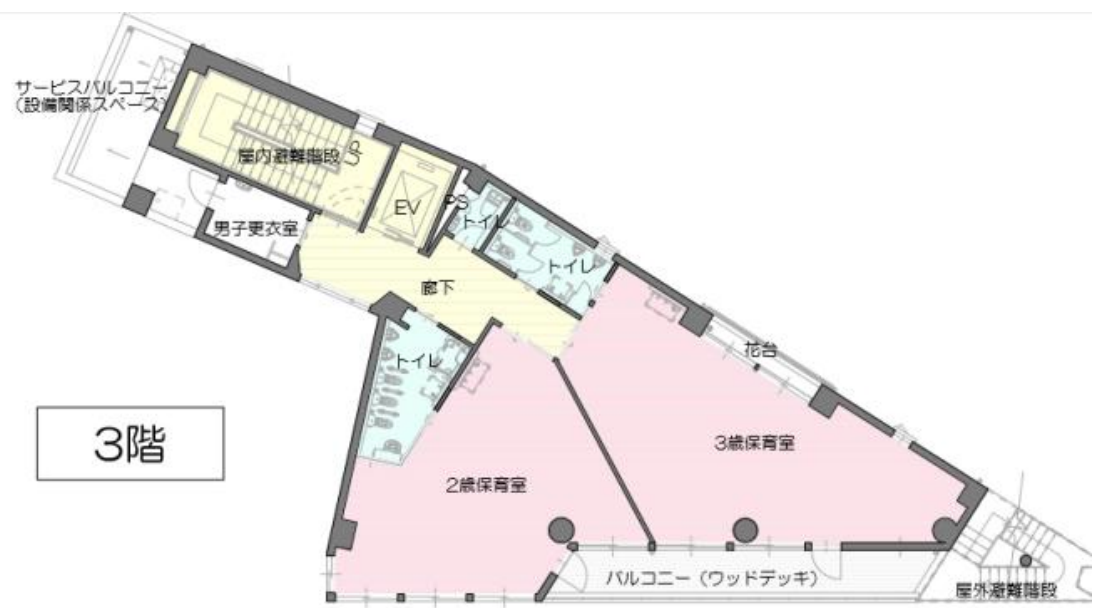 サービスバルコニー
（設備関係スペース）
屋内避難階段
UP
EV
PS
トイレ
男子更衣室
トイレ
廊下
花台
トイレ
3階
3歳保育室
2歳保育室
バルコニー（ウッドデッキ）
屋外避難階段